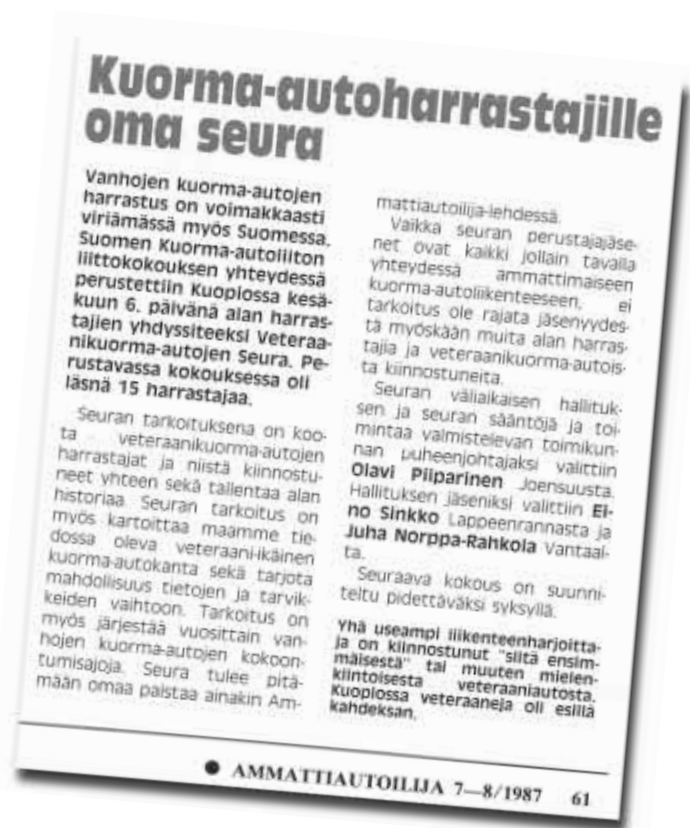 Kuorma-autoharrastajille
oma seura
Vanhojen kuorma-autojen
harrastus on voimakkaasti
viriämässä myös Suomessa.
Suomen Kuorma-autoliiton
liittokokouksen yhteydessä
perustettiin Kuopiossa kesä-
kuun 6. päivänä alan harras-
tajien yhdyssiteeksi Veteraa-
nikuorma-autojen Seura. Pe-
rustavassa kokouksessa oli
läsnä 15 harrastajaa.
Seuran tarkoituksena on koo-
ta veteraanikuorma-autojen
harrastajat ja niistä kiinnostu-
neet yhteen sekä tallentaa alan
historiaa. Seuran tarkoitus on
myös kartoittaa maamme tie-
dossa oleva veteraani-ikäinen
kuorma-autokanta sekä tarjota
mahdollisuus tietojen ja tarvik-
keiden vaihtoon. Tarkoitus on
myös järjestää vuosittain van-
hojen kuorma-autojen kokoon-
tumisajoja. Seura tulee pitä-
mään omaa palstaa ainakin Am-
mattiautoilija-lehdessä.
Vaikka seuran perustajajäse-
net ovat kaikki jollain tavalla
yhteydessä ammattimaiseen
kuorma-autoliikenteeseen, ei
tarkoitus ole rajata jäsenyydes-
tä myöskään muita alan harras-
tajia ja veteraanikuorma-autois-
ta kiinnostuneita.
Seuran väliaikaisen hallituk-
sen ja seuran sääntöjä ja toi-
mintaa valmistelevan toimikun-
nan puheenjohtajaksi valittiin
Olavi Piiparinen Joensuusta.
Hallituksen jäseniksi valittiin Ei-
no Sinkko Lappeenrannasta ja
Juha Norppa-Rahkola Vantaal-
ta.
Seuraava kokous on suunni-
teltu pidettäväksi syksyllä.
Yhä useampi liikenteenharjoitta-
ja on kiinnostunut "siitä ensim-
mäisestä" tai muuten mielen-
kiintoisesta veteraaniautosta.
Kuopiossa veteraaneja oli esillä
kahdeksan.
● AMMATTIAUTOILIJA 7—8/1987 61